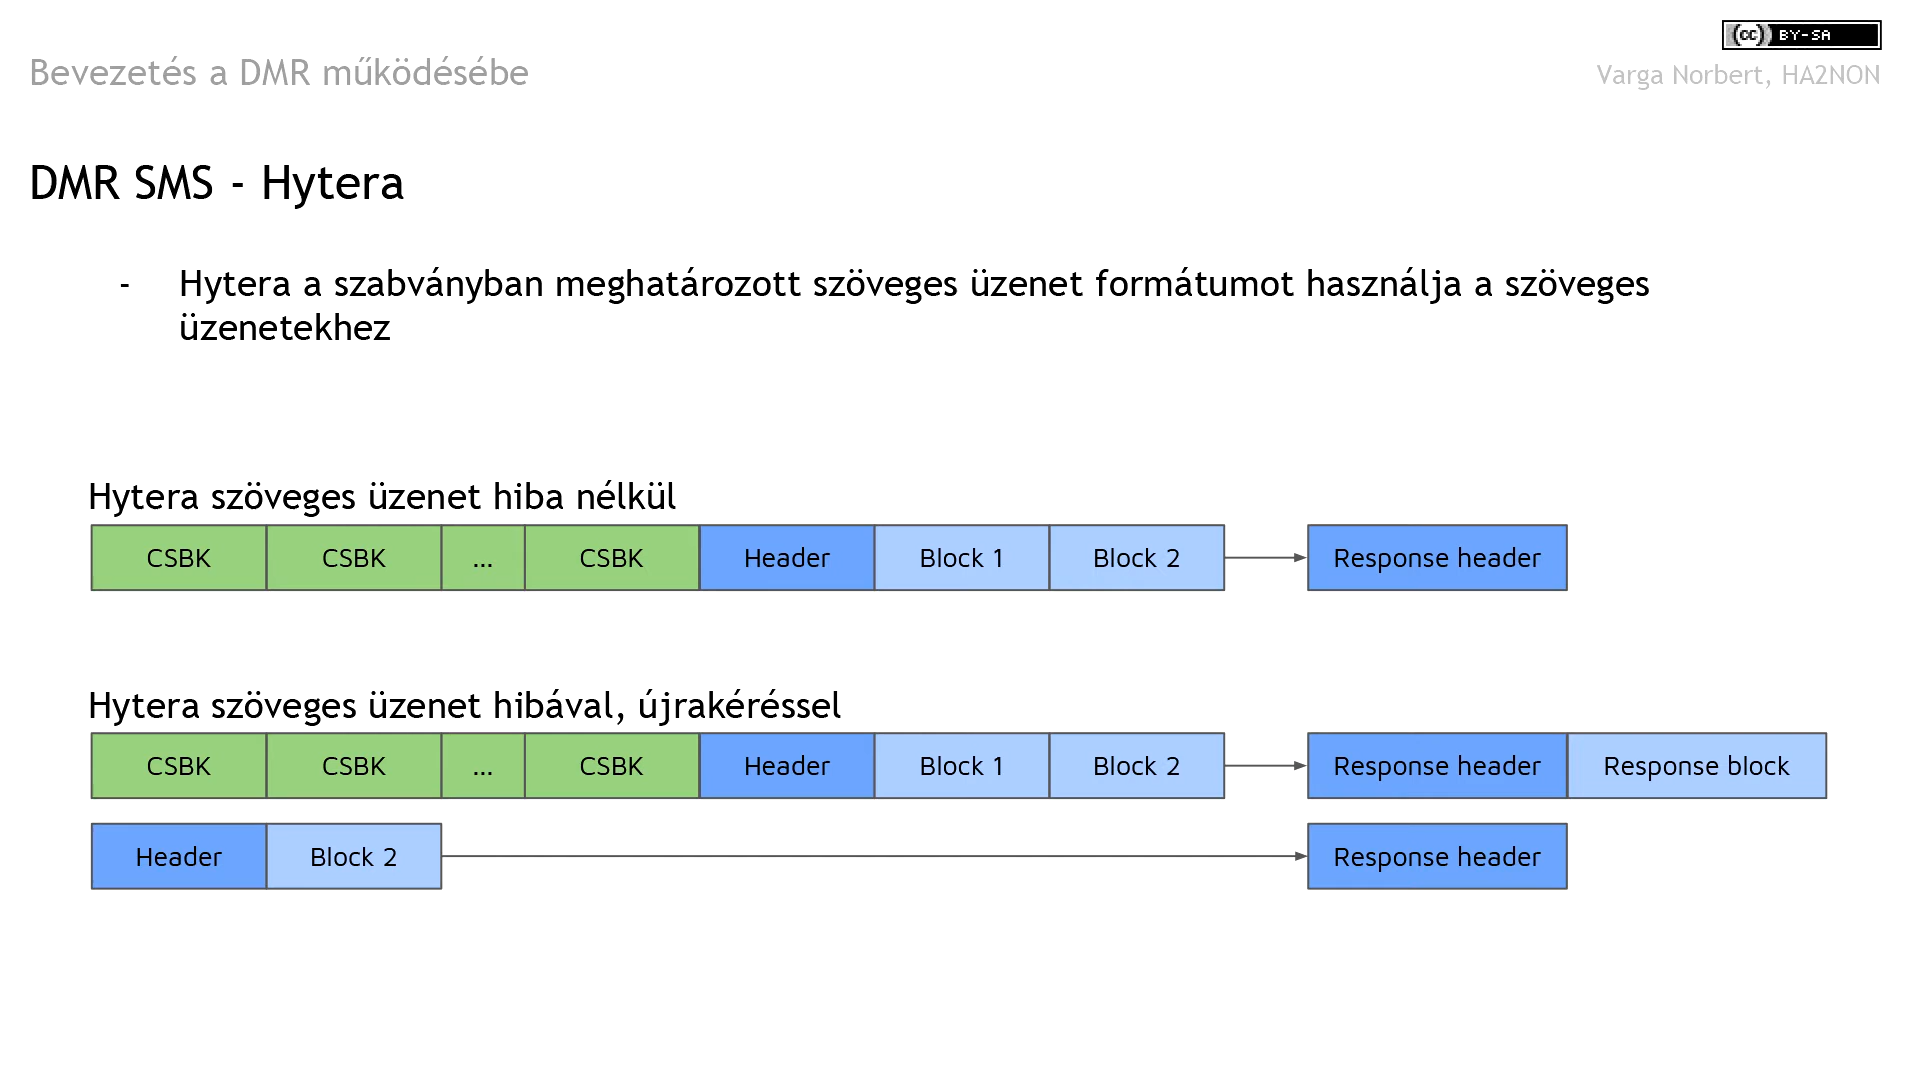 BY-SA
Bevezetés a DMR működésébe
Varga Norbert, HA2NON
DMR SMS - Hytera
- Hytera a szabványban meghatározott szöveges üzenet formátumot használja a szöveges
üzenetekhez
Hytera szöveges üzenet hiba nélkül
CSBK CSBK ... CSBK Header Block 1 Block 2 Response header
Hytera szöveges üzenet hibával, újrakéréssel
CSBK CSBK ... CSBK Header Block 1 Block 2 Response header Response block
Header Block 2 Response header